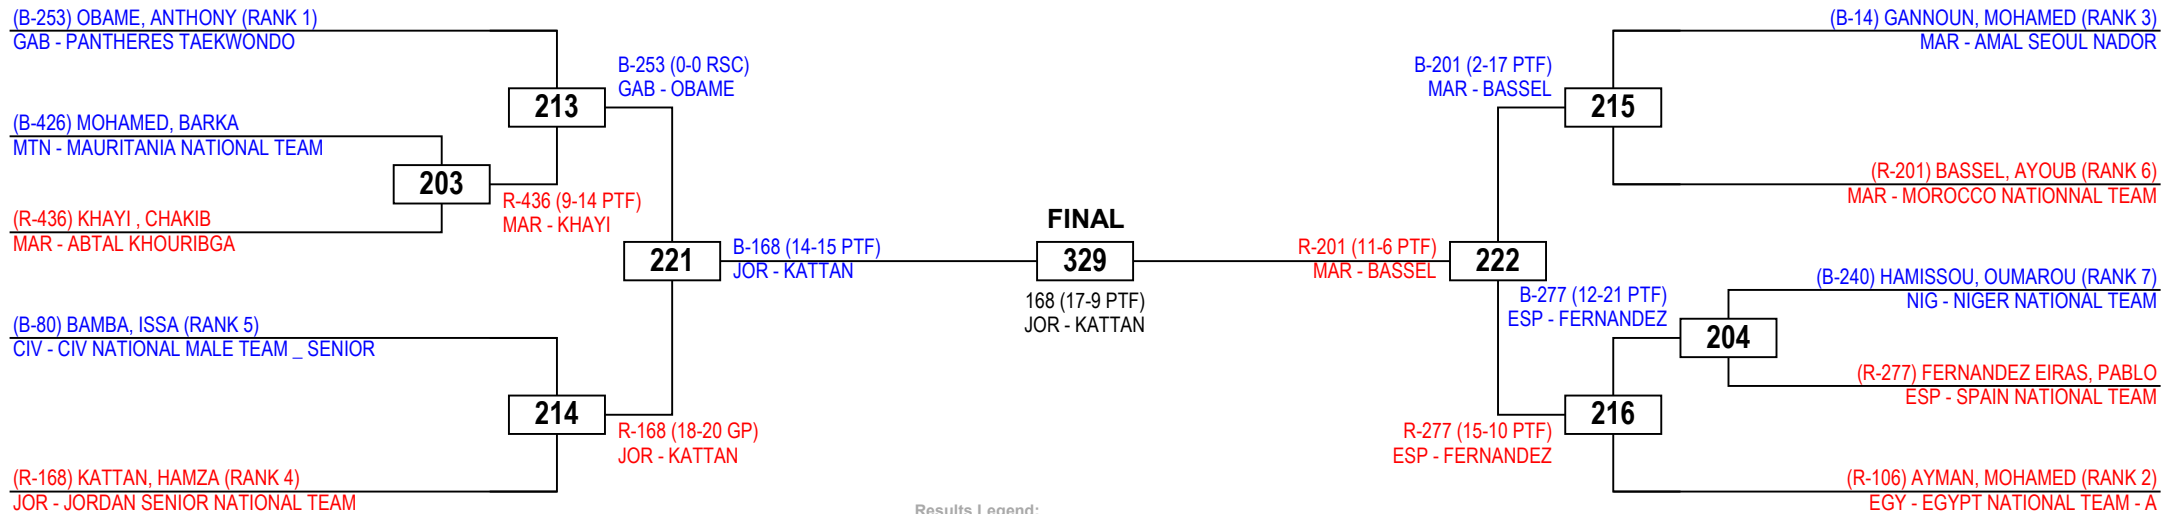 (B-253) OBAME, ANTHONY (RANK 1)
GAB - PANTHERES TAEKWONDO
B-253 (0-0 RSC)
GAB - OBAME
213
(B-426) MOHAMED, BARKA
MTN - MAURITANIA NATIONAL TEAM
203
R-436 (9-14 PTF)
MAR - KHAYI
(R-436) KHAYI , CHAKIB
MAR - ABTAL KHOURIBGA
221
B-168 (14-15 PTF)
JOR - KATTAN
(B-80) BAMBA, ISSA (RANK 5)
CIV - CIV NATIONAL MALE TEAM _ SENIOR
214
R-168 (18-20 GP)
JOR - KATTAN
(R-168) KATTAN, HAMZA (RANK 4)
JOR - JORDAN SENIOR NATIONAL TEAM
FINAL
329
168 (17-9 PTF)
JOR - KATTAN
Results Legend:
(B-14) GANNOUN, MOHAMED (RANK 3)
MAR - AMAL SEOUL NADOR
B-201 (2-17 PTF)
MAR - BASSEL
215
(R-201) BASSEL, AYOUB (RANK 6)
MAR - MOROCCO NATIONNAL TEAM
R-201 (11-6 PTF)
MAR - BASSEL
222
(B-240) HAMISSOU, OUMAROU (RANK 7)
NIG - NIGER NATIONAL TEAM
B-277 (12-21 PTF)
ESP - FERNANDEZ
204
(R-277) FERNANDEZ EIRAS, PABLO
ESP - SPAIN NATIONAL TEAM
216
R-277 (15-10 PTF)
ESP - FERNANDEZ
(R-106) AYMAN, MOHAMED (RANK 2)
EGY - EGYPT NATIONAL TEAM - A